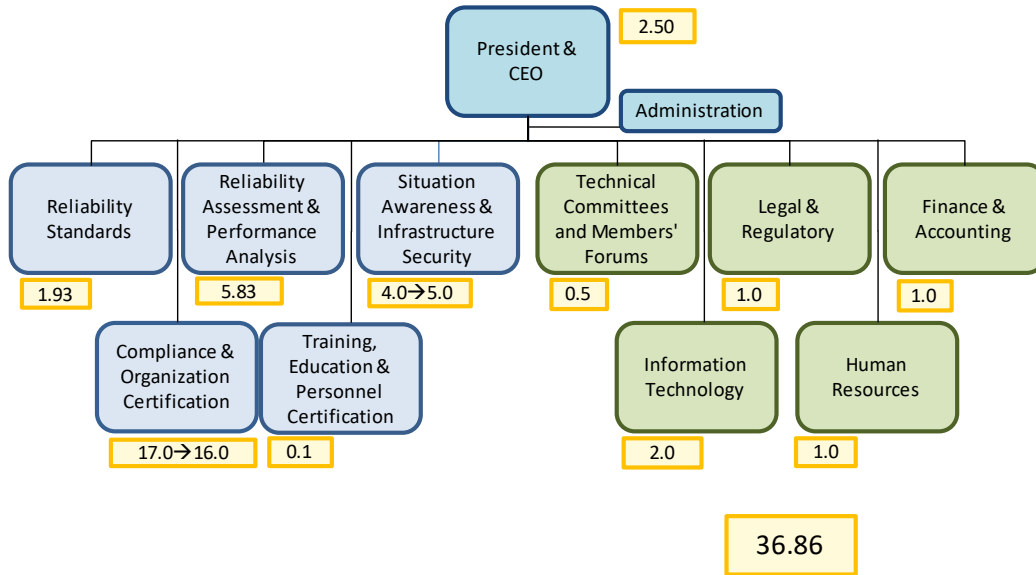 2.50
President &
CEO
Administration
Reliability
Standards
1.93
Reliability
Assessment &
Performance
Analysis
5.83
Situation
Awareness &
Infrastructure
Security
4.0→5.0
Technical
Committees
and Members'
Forums
0.5
Legal &
Regulatory
1.0
Finance &
Accounting
1.0
Compliance &
Organization
Certification
17.0→16.0
Training,
Education &
Personnel
Certification
0.1
Information
Technology
2.0
Human
Resources
1.0
36.86